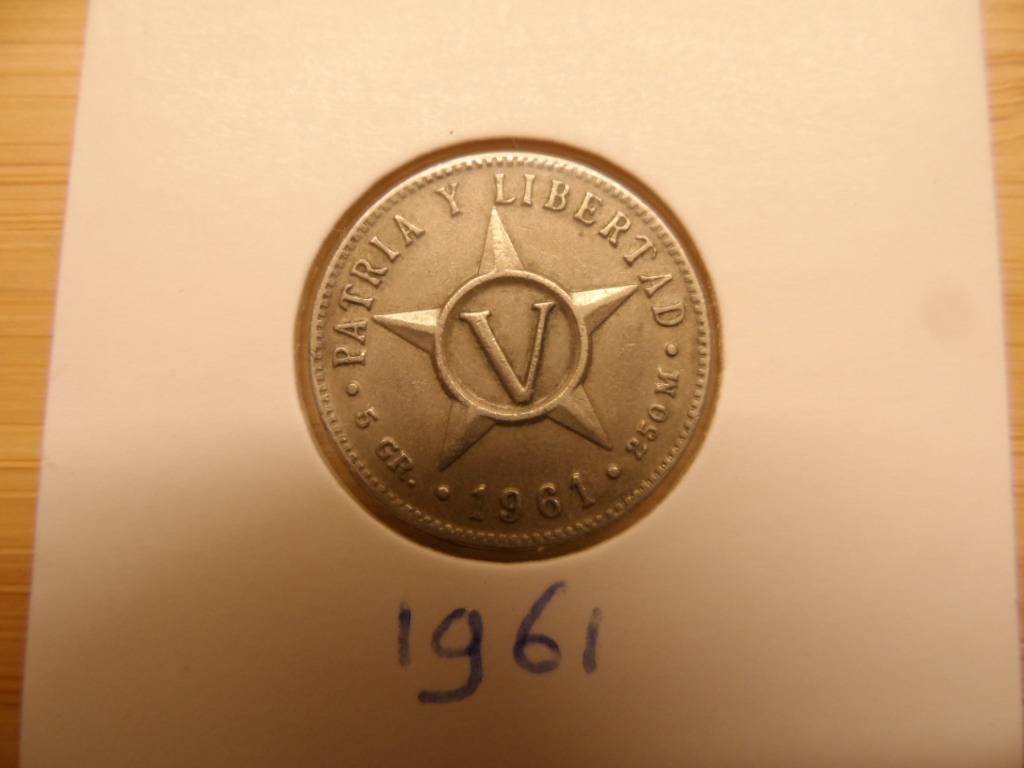 PATRIA Y LIBERTAD
V
5 GR. • 1961 • 250 M
1961